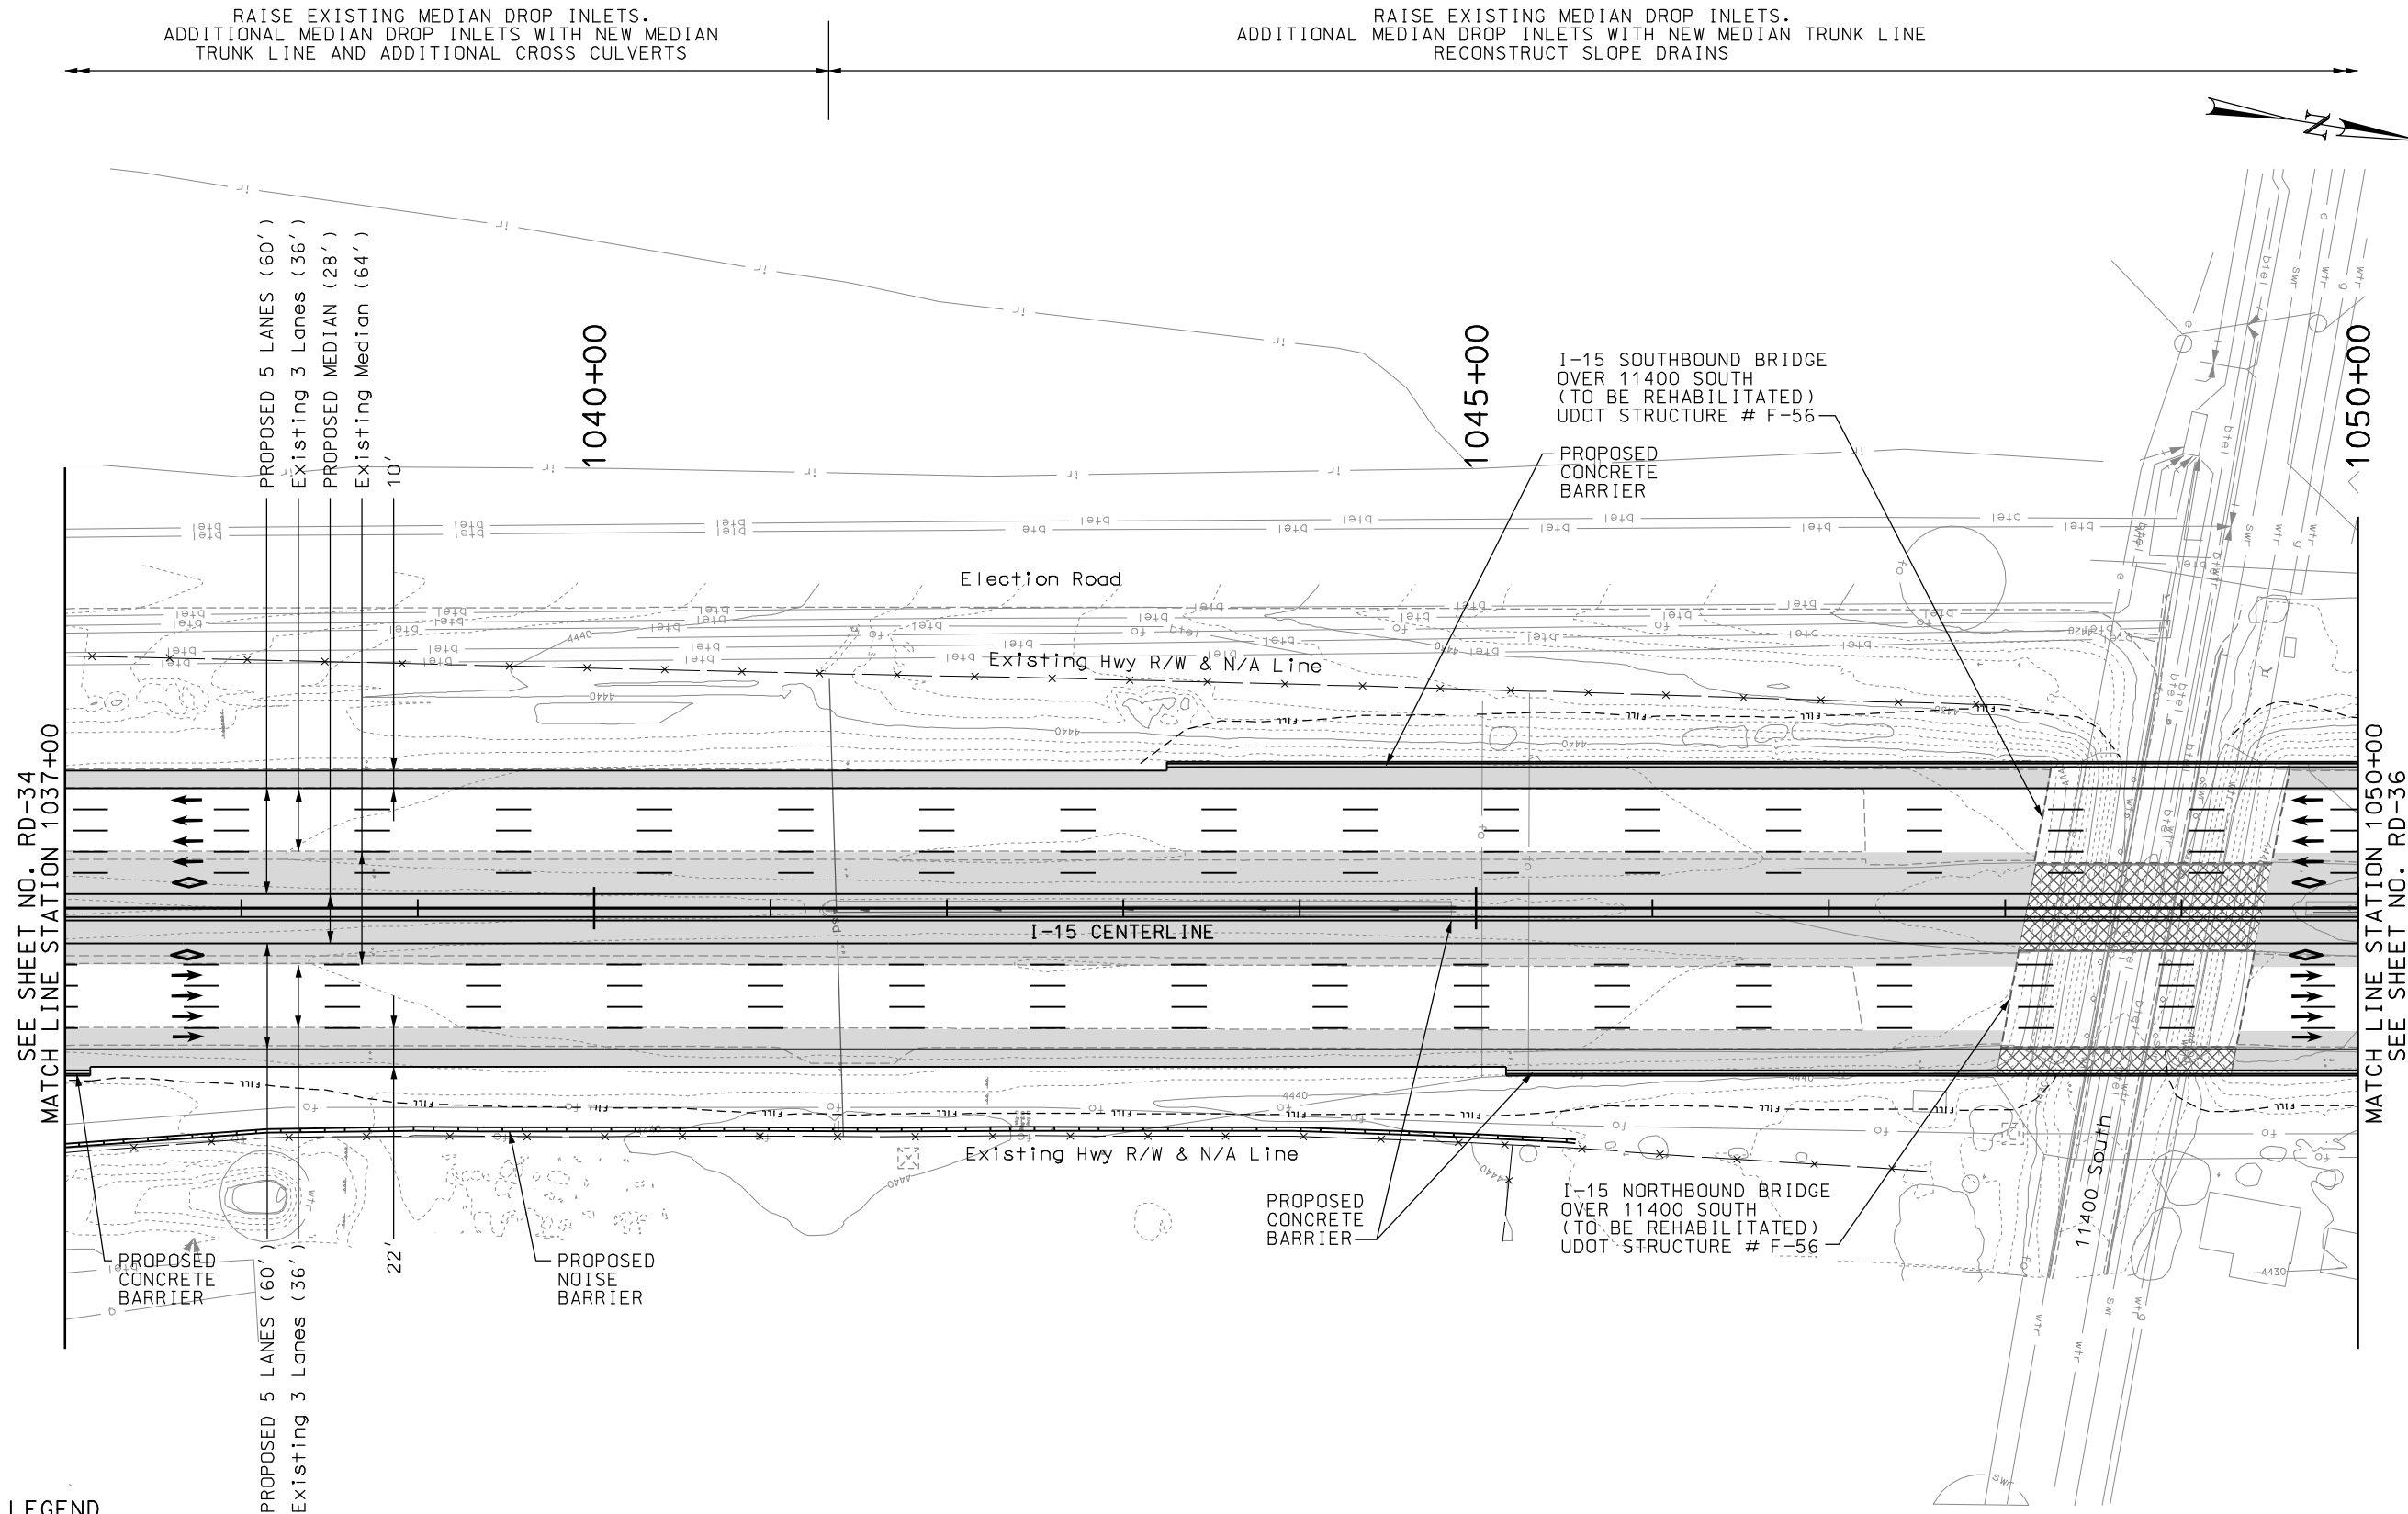 RAISE EXISTING MEDIAN DROP INLETS.
ADDITIONAL MEDIAN DROP INLETS WITH NEW MEDIAN
TRUNK LINE AND ADDITIONAL CROSS CULVERTS
RAISE EXISTING MEDIAN DROP INLETS.
ADDITIONAL MEDIAN DROP INLETS WITH NEW MEDIAN TRUNK LINE
RECONSTRUCT SLOPE DRAINS
N
PROPOSED 5 LANES (60')
Existing 3 Lanes (36')
PROPOSED MEDIAN (28')
Existing Median (64')
10'
1040+00
1045+00
1050+00
I-15 SOUTHBOUND BRIDGE
OVER 11400 SOUTH
(TO BE REHABILITATED)
UDOT STRUCTURE # F-56
PROPOSED
CONCRETE
BARRIER
Election Road
Existing Hwy R/W & N/A Line
SEE SHEET NO. RD-34
MATCH LINE STATION 1037+00
I-15 CENTERLINE
MATCH LINE STATION 1050+00
SEE SHEET NO. RD-36
Existing Hwy R/W & N/A Line
PROPOSED
CONCRETE
BARRIER
PROPOSED
NOISE
BARRIER
PROPOSED
CONCRETE
BARRIER
I-15 NORTHBOUND BRIDGE
OVER 11400 SOUTH
(TO BE REHABILITATED)
UDOT STRUCTURE # F-56
11400 South
4430
22'
PROPOSED 5 LANES (60')
Existing 3 Lanes (36')
LEGEND